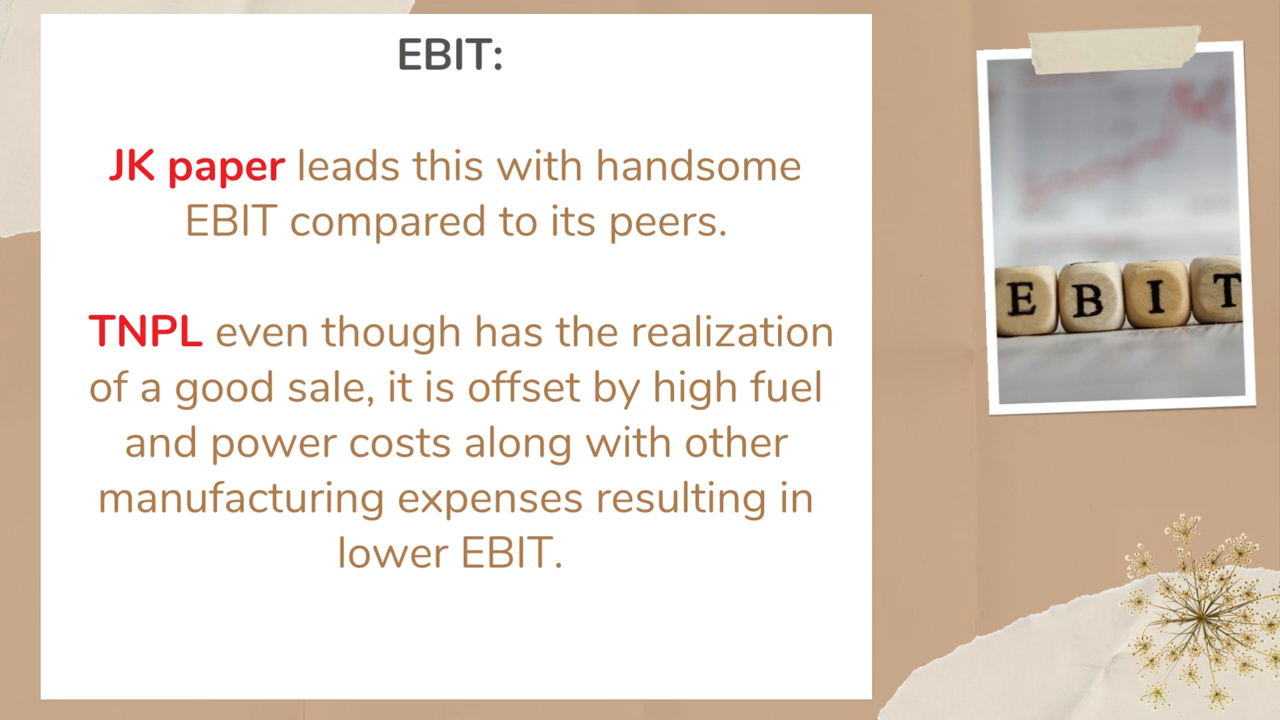 EBIT:
JK paper leads this with handsome
EBIT compared to its peers.
TNPL even though has the realization
of a good sale, it is offset by high fuel
and power costs along with other
manufacturing expenses resulting in
lower EBIT.
E B I T